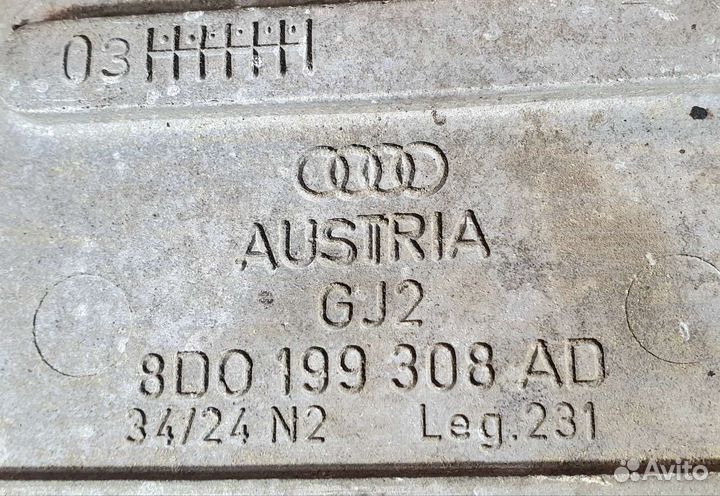 03
AUSTRIA
GJ2
8D0 199 308 AD
34/24 N2 Leg.231
Avito